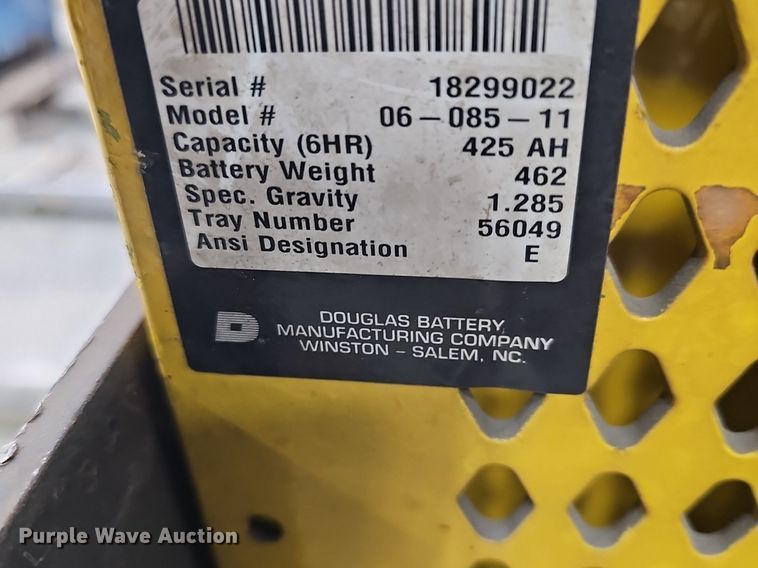 Serial # 18299022
Model # 06-085-11
Capacity (6HR) 425 AH
Battery Weight 462
Spec. Gravity 1.285
Tray Number 56049
Ansi Designation E
D DOUGLAS BATTERY
MANUFACTURING COMPANY
WINSTON - SALEM, NC.
Purple Wave Auction